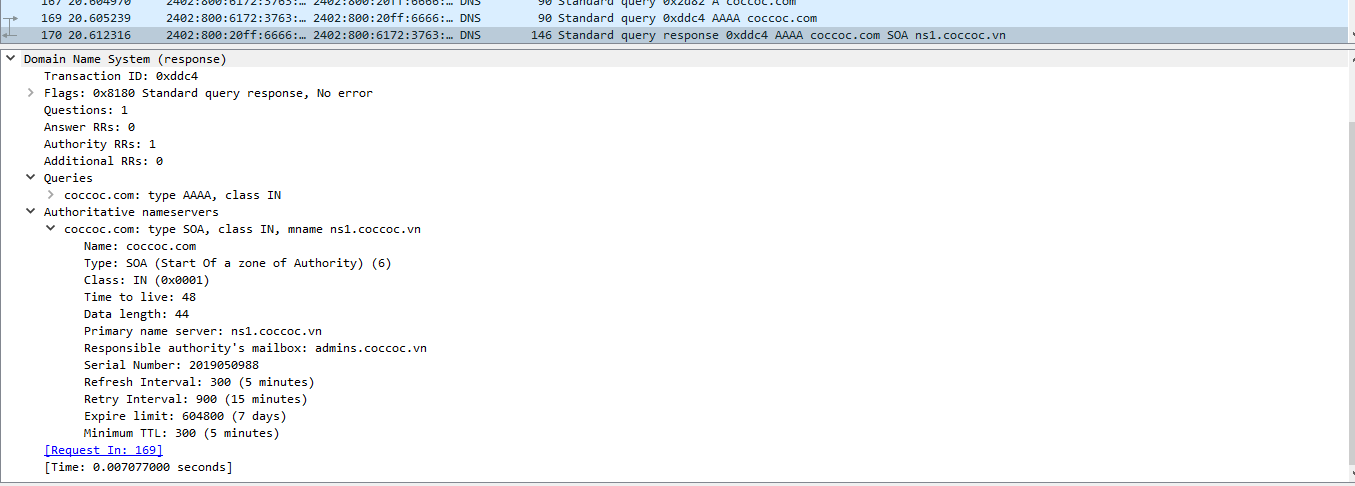 167 20.604970 2402:800:6172:3763:… 2402:800:20ff:6666:… DNS 90 Standard query 0x2d82 A coccoc.com
169 20.605239 2402:800:6172:3763:… 2402:800:20ff:6666:… DNS 90 Standard query 0xddc4 AAAA coccoc.com
170 20.612316 2402:800:20ff:6666:… 2402:800:6172:3763:… DNS 146 Standard query response 0xddc4 AAAA coccoc.com SOA ns1.coccoc.vn
Domain Name System (response)
Transaction ID: 0xddc4
Flags: 0x8180 Standard query response, No error
Questions: 1
Answer RRs: 0
Authority RRs: 1
Additional RRs: 0
Queries
coccoc.com: type AAAA, class IN
Authoritative nameservers
coccoc.com: type SOA, class IN, mname ns1.coccoc.vn
Name: coccoc.com
Type: SOA (Start Of a zone of Authority) (6)
Class: IN (0x0001)
Time to live: 48
Data length: 44
Primary name server: ns1.coccoc.vn
Responsible authority's mailbox: admins.coccoc.vn
Serial Number: 2019050988
Refresh Interval: 300 (5 minutes)
Retry Interval: 900 (15 minutes)
Expire limit: 604800 (7 days)
Minimum TTL: 300 (5 minutes)
[Request In: 169]
[Time: 0.007077000 seconds]